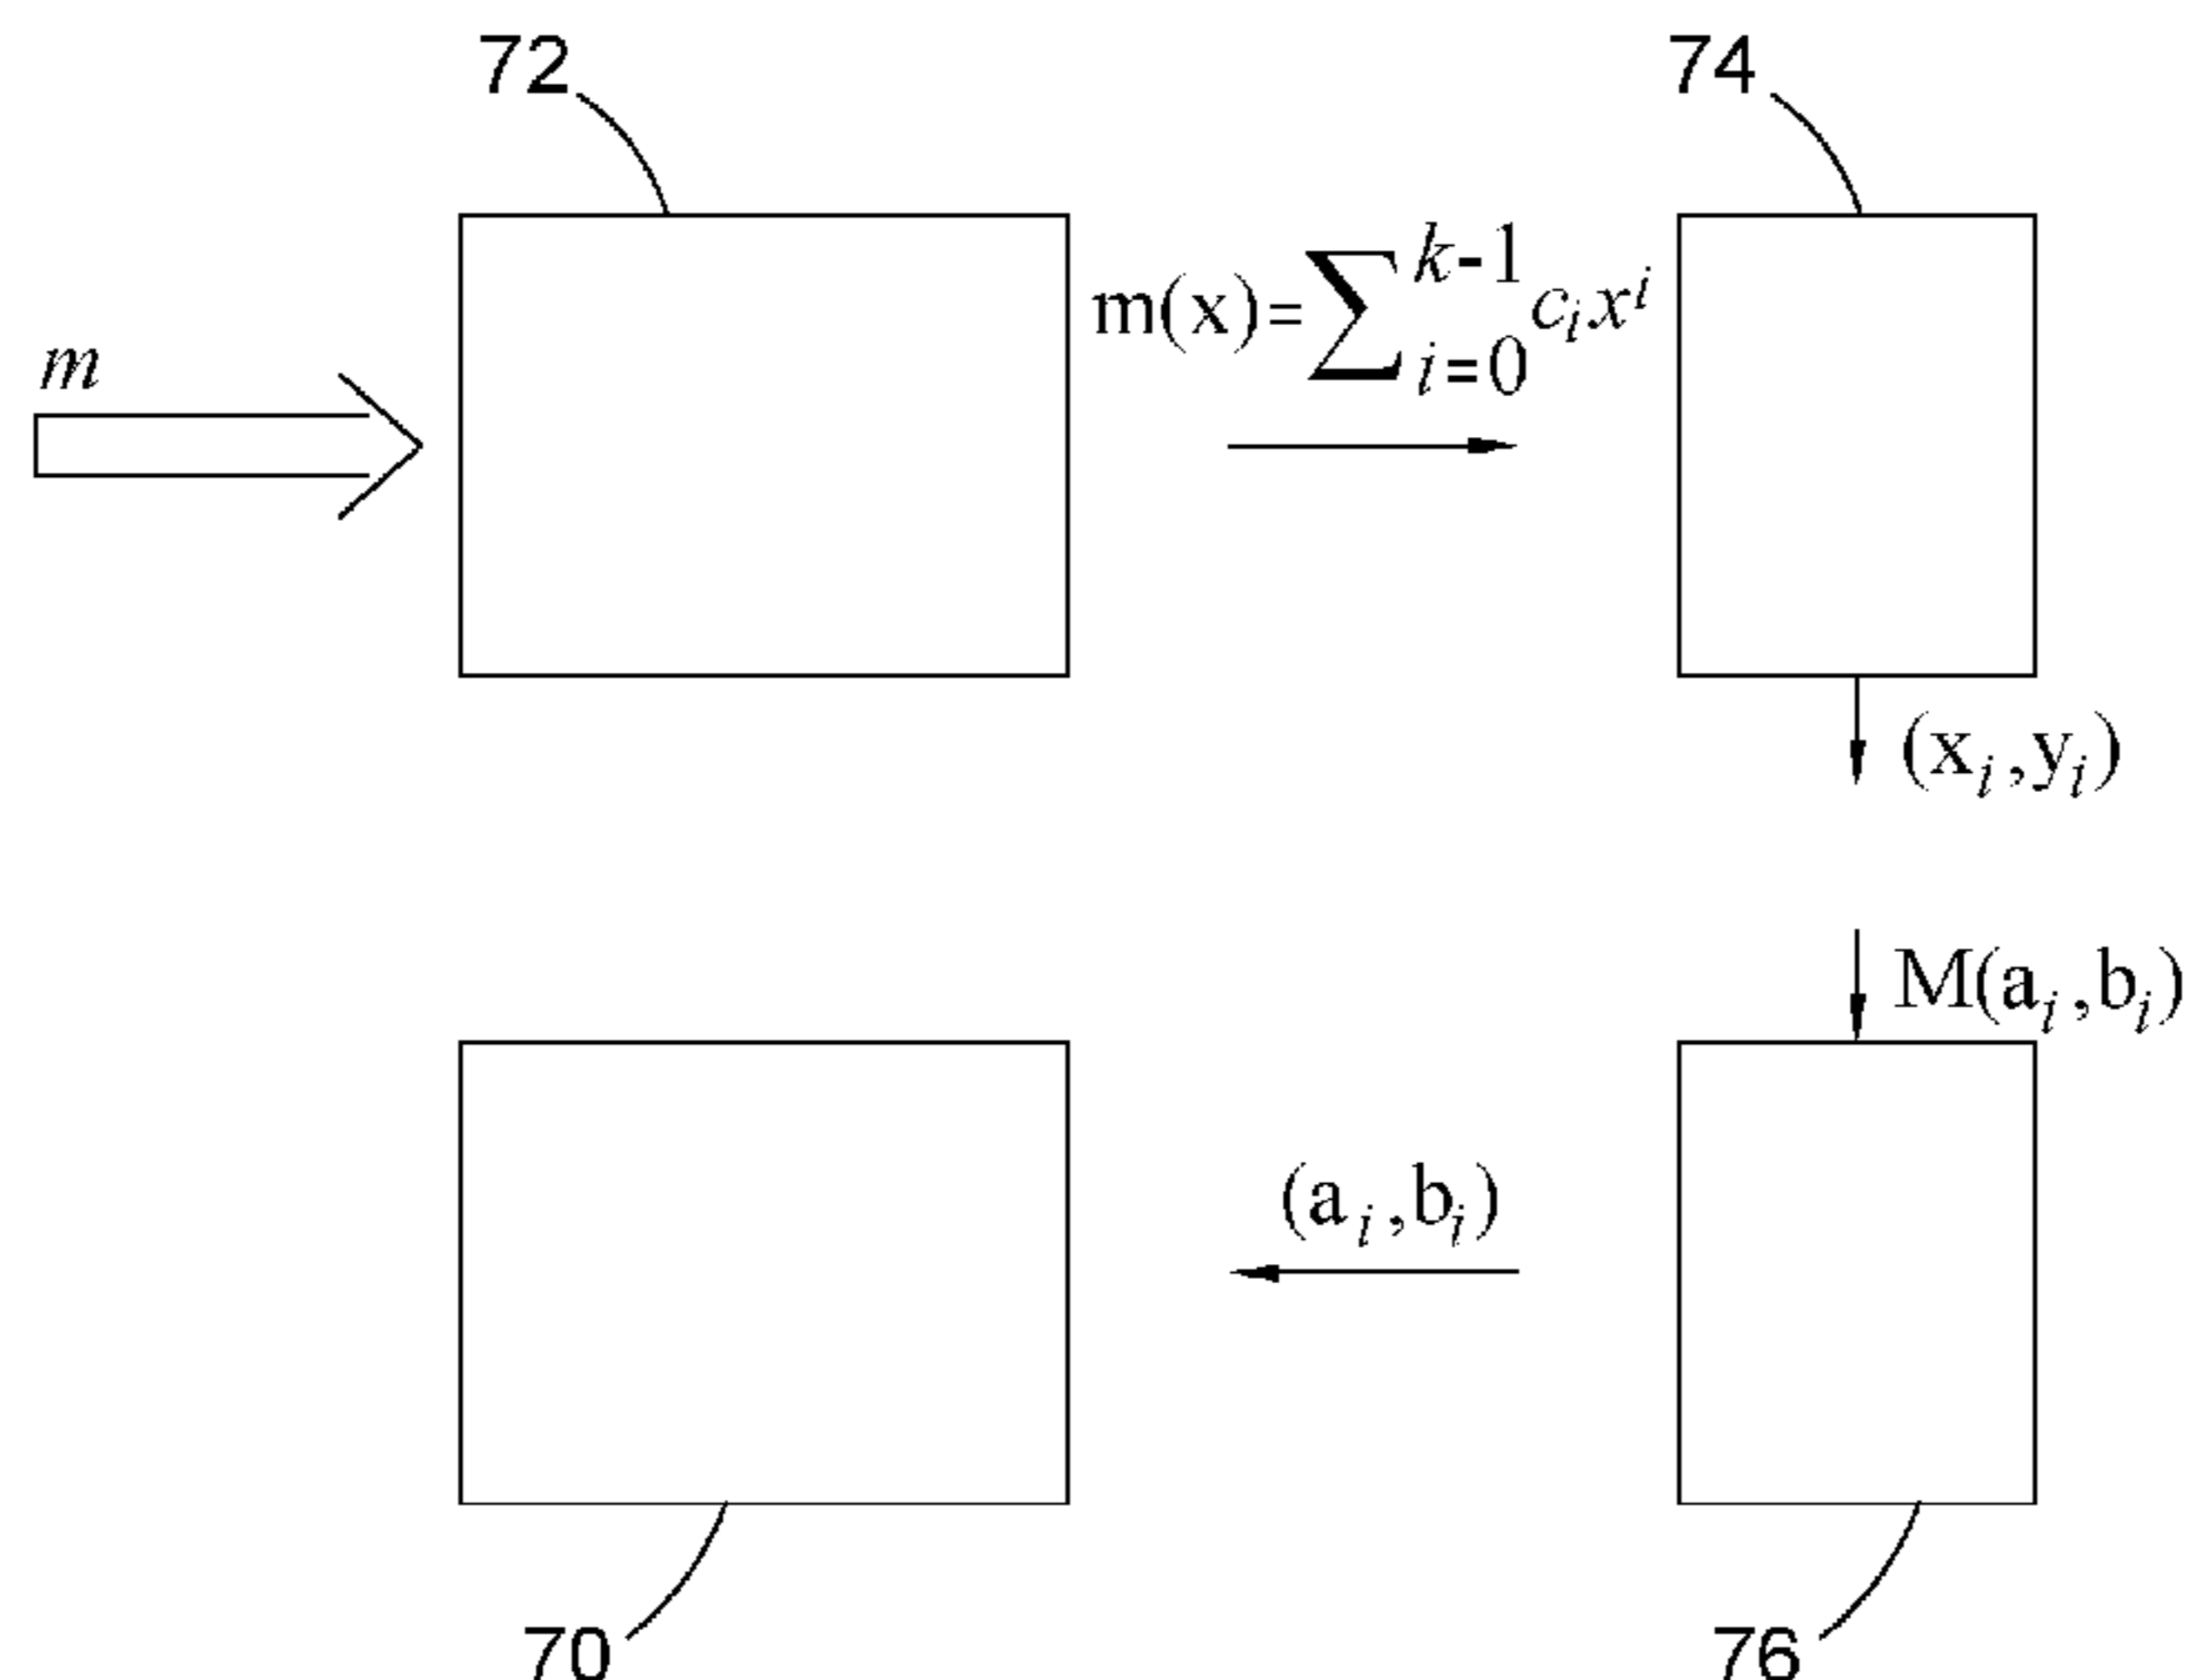 72
74
m
m(x)=∑_{i=0}^{k-1} c_i x^i
(x_i,y_i)
M(a_i,b_i)
(a_i,b_i)
70
76